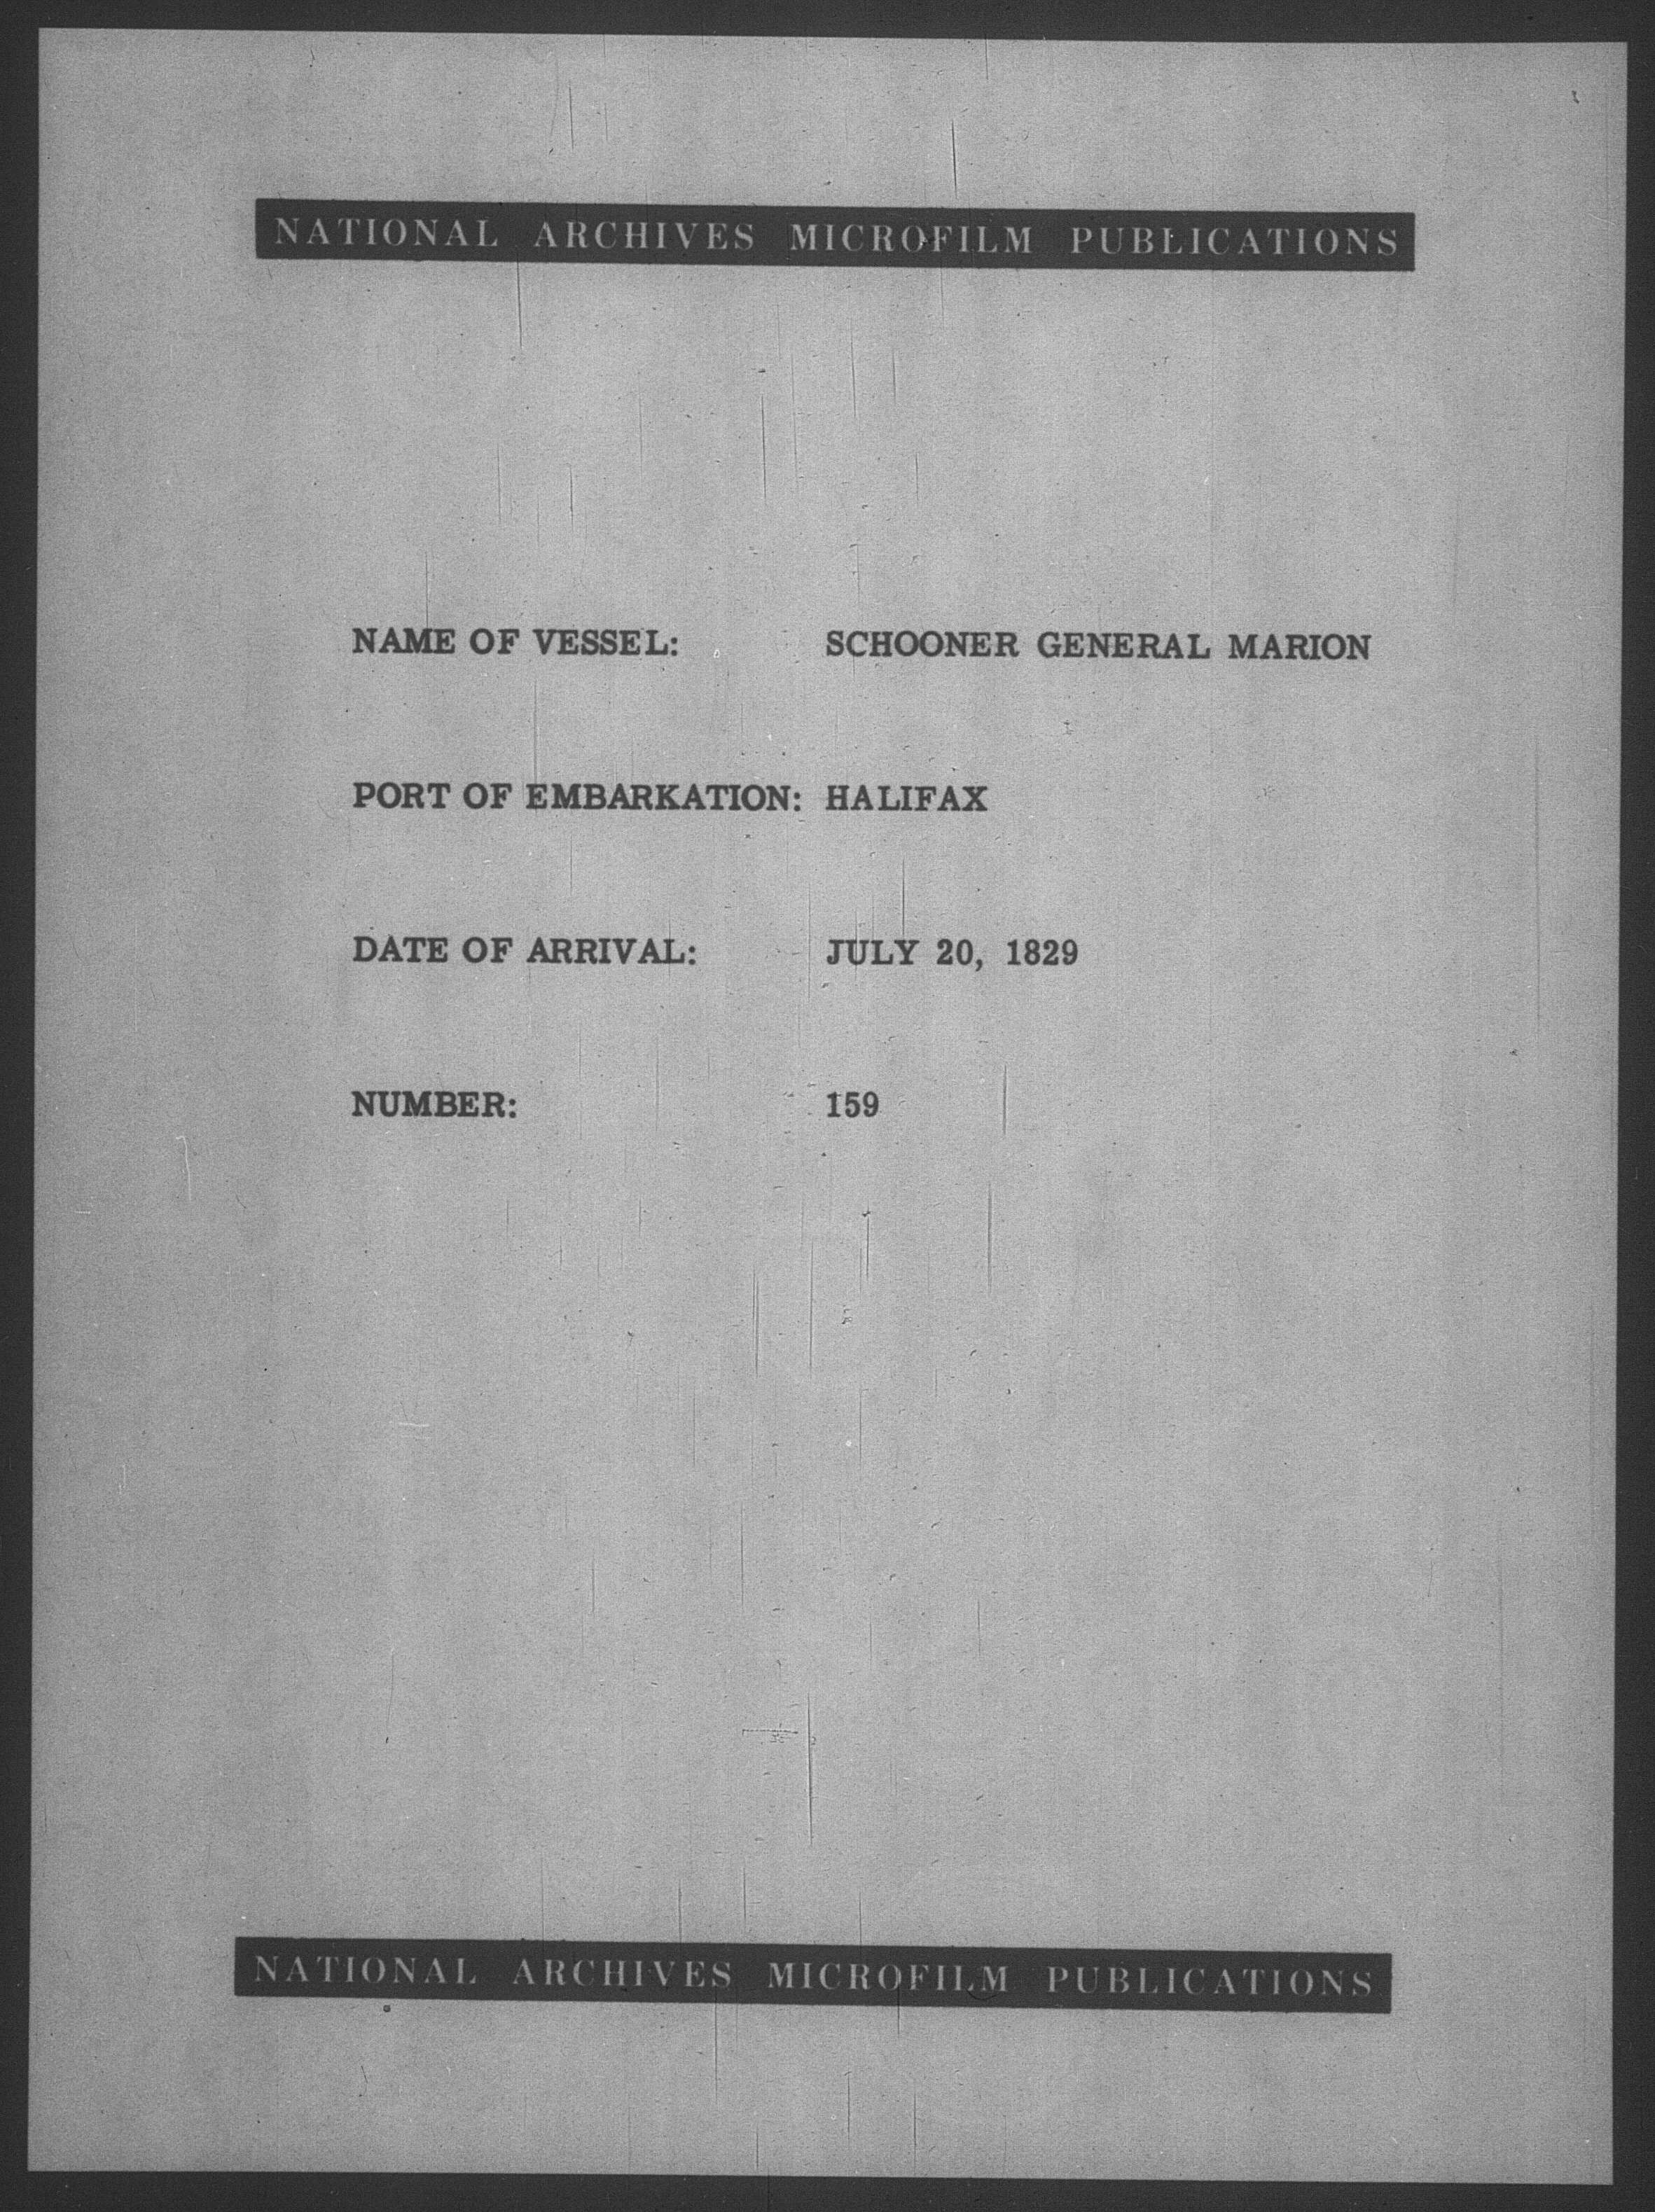 NATIONAL ARCHIVES MICROFILM PUBLICATIONS
NAME OF VESSEL: SCHOONER GENERAL MARION
PORT OF EMBARKATION: HALIFAX
DATE OF ARRIVAL: JULY 20, 1829
NUMBER: 159
NATIONAL ARCHIVES MICROFILM PUBLICATIONS